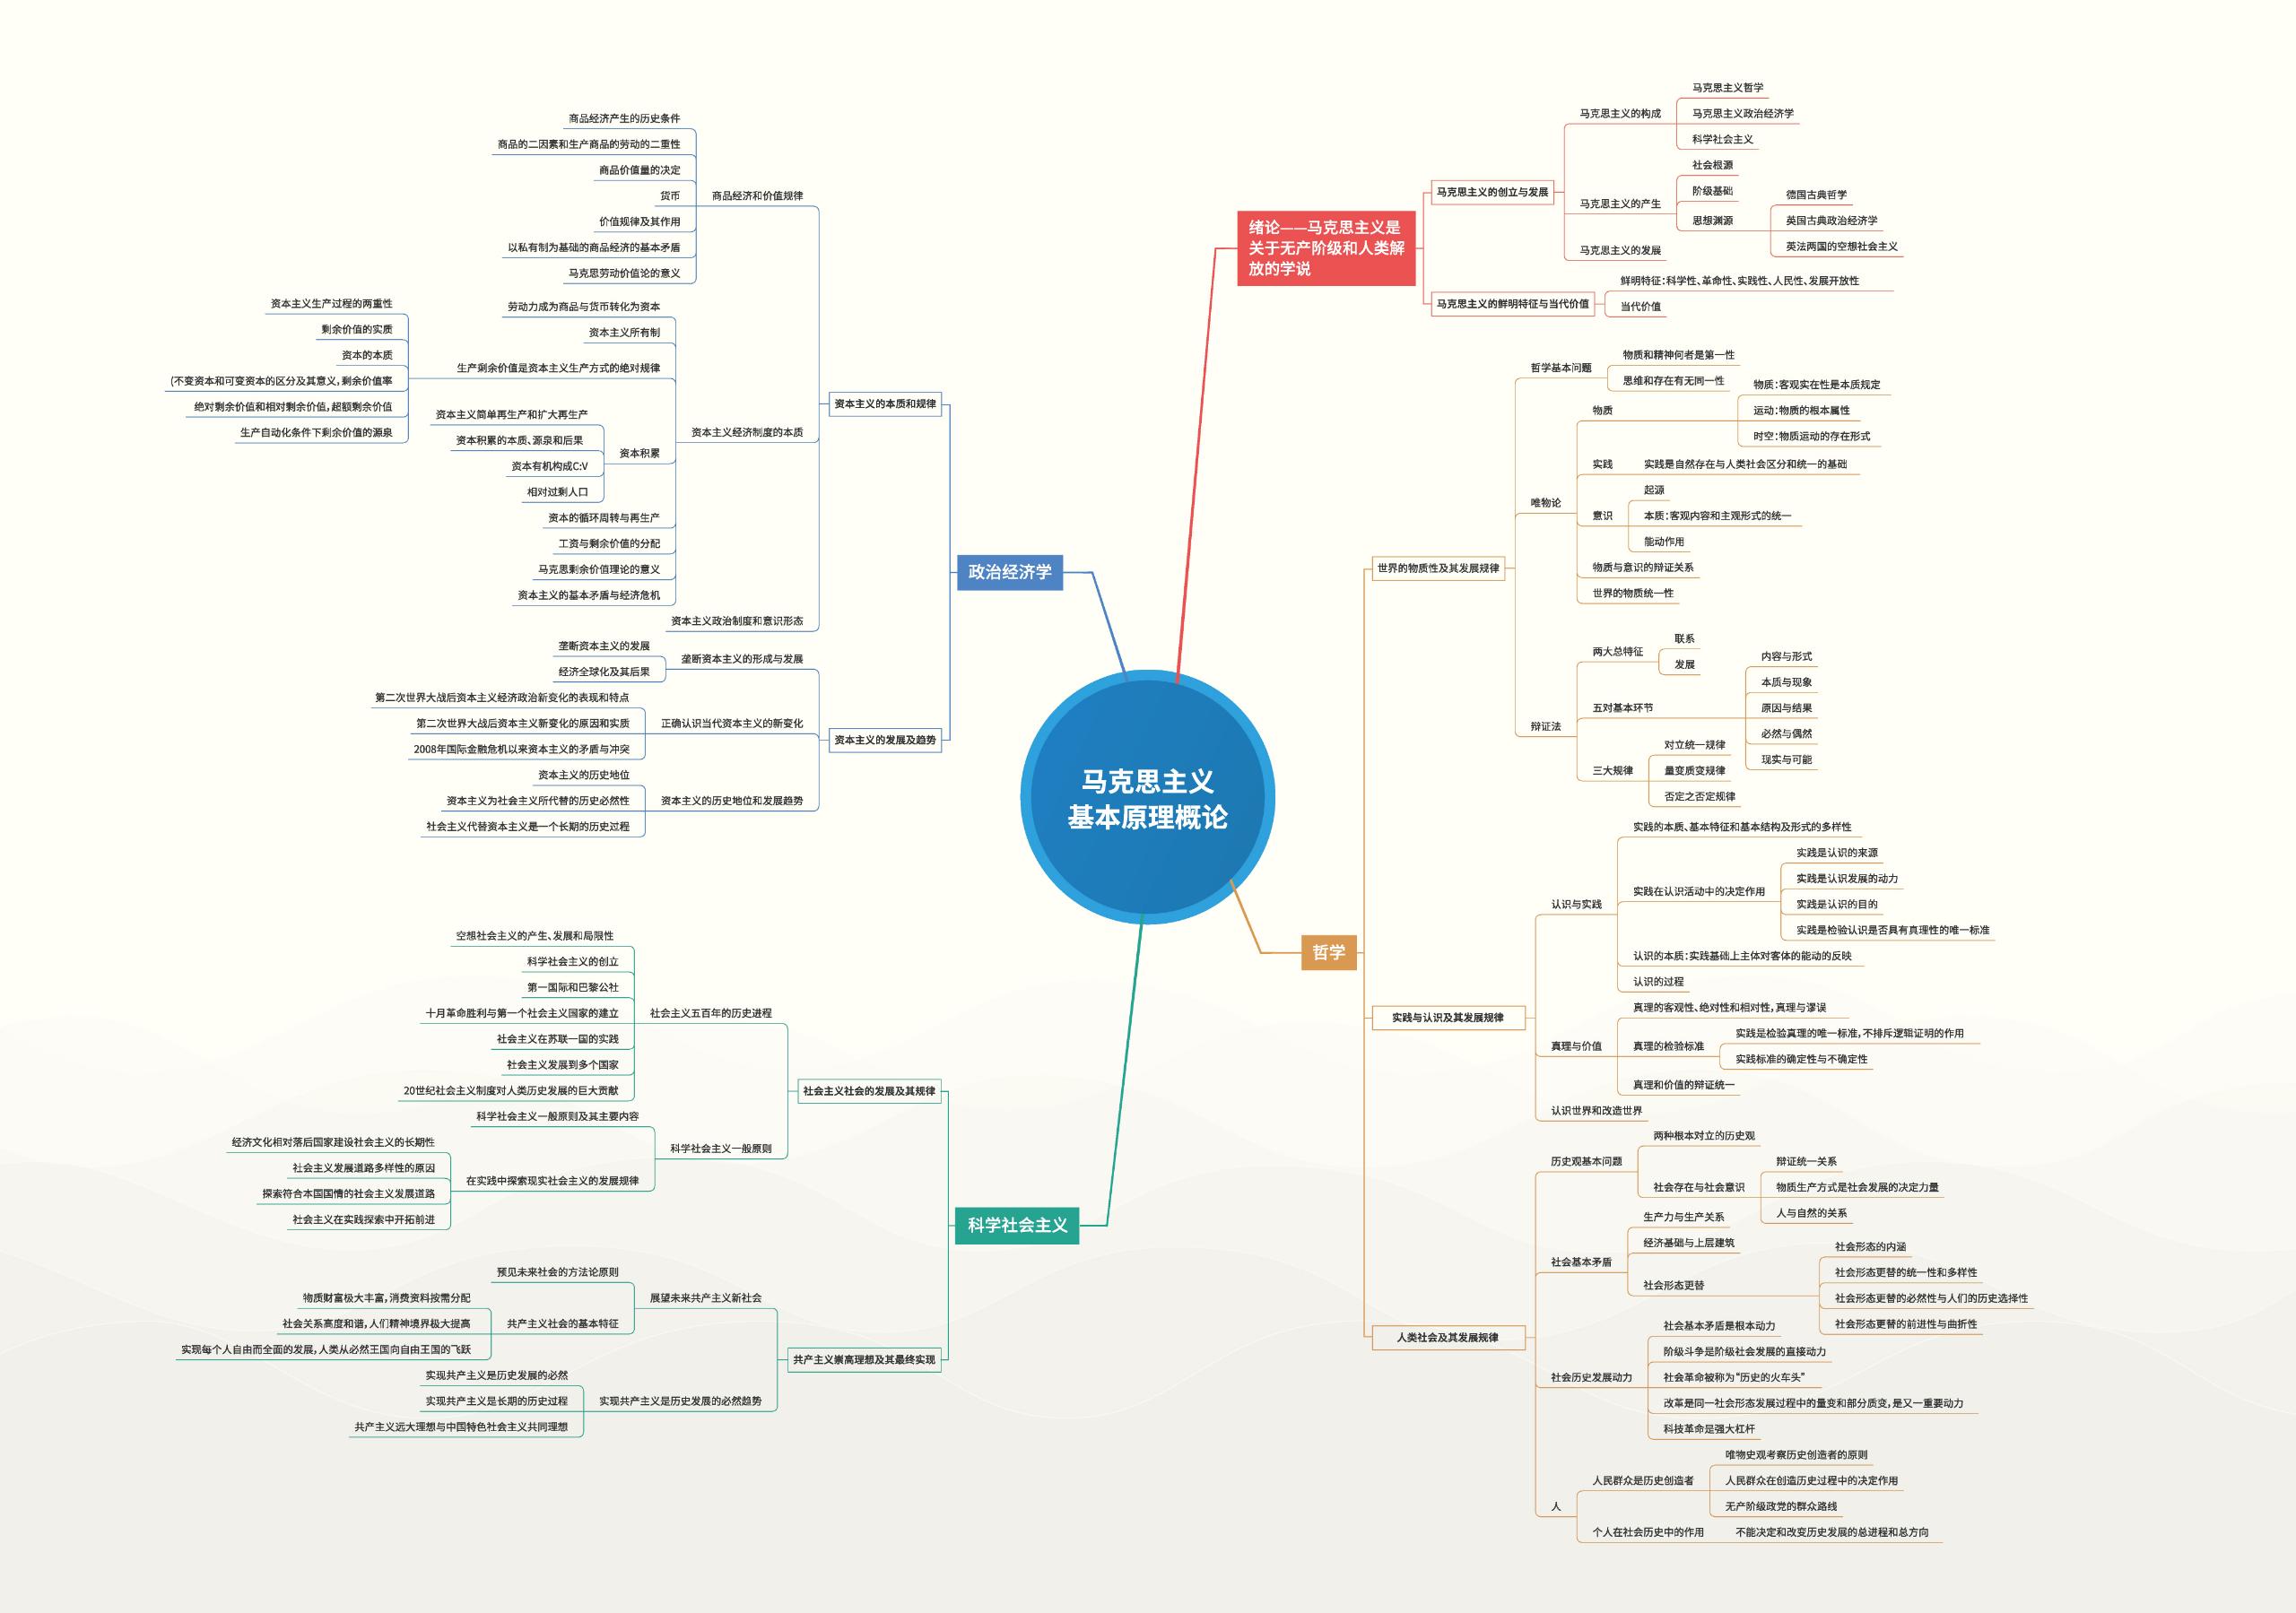 马克思主义
基本原理概论
绪论——马克思主义是
关于无产阶级和人类解
放的学说
马克思主义的创立与发展
马克思主义的构成
马克思主义哲学
马克思主义政治经济学
科学社会主义
马克思主义的产生
社会根源
阶级基础
思想渊源
德国古典哲学
英国古典政治经济学
英法两国的空想社会主义
马克思主义的发展
马克思主义的鲜明特征与当代价值
鲜明特征:科学性、革命性、实践性、人民性、发展开放性
当代价值
哲学
世界的物质性及其发展规律
哲学基本问题
物质和精神何者是第一性
思维和存在有无同一性
唯物论
物质
物质:客观实在性是本质规定
运动:物质的根本属性
时空:物质运动的存在形式
实践
实践是自然存在与人类社会区分和统一的基础
意识
起源
本质:客观内容和主观形式的统一
能动作用
物质与意识的辩证关系
世界的物质统一性
辩证法
两大总特征
联系
发展
五对基本环节
内容与形式
本质与现象
原因与结果
必然与偶然
现实与可能
三大规律
对立统一规律
量变质变规律
否定之否定规律
实践与认识及其发展规律
认识与实践
实践的本质、基本特征和基本结构及形式的多样性
实践在认识活动中的决定作用
实践是认识的来源
实践是认识发展的动力
实践是认识的目的
实践是检验认识是否具有真理性的唯一标准
认识的本质:实践基础上主体对客体的能动的反映
认识的过程
真理与价值
真理的客观性、绝对性和相对性,真理与谬误
真理的检验标准
实践是检验真理的唯一标准,不排斥逻辑证明的作用
实践标准的确定性与不确定性
真理和价值的辩证统一
认识世界和改造世界
人类社会及其发展规律
历史观基本问题
两种根本对立的历史观
社会存在与社会意识
辩证统一关系
物质生产方式是社会发展的决定力量
人与自然的关系
社会基本矛盾
生产力与生产关系
经济基础与上层建筑
社会形态更替
社会形态的内涵
社会形态更替的统一性和多样性
社会形态更替的必然性与人们的历史选择性
社会形态更替的前进性与曲折性
社会历史发展动力
社会基本矛盾是根本动力
阶级斗争是阶级社会发展的直接动力
社会革命被称为“历史的火车头”
改革是同一社会形态发展过程中的量变和部分质变,是又一重要动力
科技革命是强大杠杆
人
人民群众是历史创造者
唯物史观考察历史创造者的原则
人民群众在创造历史过程中的决定作用
无产阶级政党的群众路线
个人在社会历史中的作用
不能决定和改变历史发展的总进程和总方向
政治经济学
资本主义的本质和规律
商品经济和价值规律
商品经济产生的历史条件
商品的二因素和生产商品的劳动的二重性
商品价值量的决定
货币
价值规律及其作用
以私有制为基础的商品经济的基本矛盾
马克思劳动价值论的意义
资本主义经济制度的本质
劳动力成为商品与货币转化为资本
资本主义所有制
生产剩余价值是资本主义生产方式的绝对规律
资本主义生产过程的两重性
剩余价值的实质
资本的本质
(不变资本和可变资本的区分及其意义,剩余价值率
绝对剩余价值和相对剩余价值,超额剩余价值
生产自动化条件下剩余价值的源泉
资本积累
资本主义简单再生产和扩大再生产
资本积累的本质、源泉和后果
资本有机构成C:V
相对过剩人口
资本的循环周转与再生产
工资与剩余价值的分配
马克思剩余价值理论的意义
资本主义的基本矛盾与经济危机
资本主义政治制度和意识形态
资本主义的发展及趋势
垄断资本主义的形成与发展
垄断资本主义的发展
经济全球化及其后果
正确认识当代资本主义的新变化
第二次世界大战后资本主义经济政治新变化的表现和特点
第二次世界大战后资本主义新变化的原因和实质
2008年国际金融危机以来资本主义的矛盾与冲突
资本主义的历史地位和发展趋势
资本主义的历史地位
资本主义为社会主义所代替的历史必然性
社会主义代替资本主义是一个长期的历史过程
科学社会主义
社会主义社会的发展及其规律
社会主义五百年的历史进程
空想社会主义的产生、发展和局限性
科学社会主义的创立
第一国际和巴黎公社
十月革命胜利与第一个社会主义国家的建立
社会主义在苏联一国的实践
社会主义发展到多个国家
20世纪社会主义制度对人类历史发展的巨大贡献
科学社会主义一般原则
科学社会主义一般原则及其主要内容
在实践中探索现实社会主义的发展规律
经济文化相对落后国家建设社会主义的长期性
社会主义发展道路多样性的原因
探索符合本国国情的社会主义发展道路
社会主义在实践探索中开拓前进
共产主义崇高理想及其最终实现
展望未来共产主义新社会
预见未来社会的方法论原则
共产主义社会的基本特征
物质财富极大丰富,消费资料按需分配
社会关系高度和谐,人们精神境界极大提高
实现每个人自由而全面的发展,人类从必然王国向自由王国的飞跃
实现共产主义是历史发展的必然趋势
实现共产主义是历史发展的必然
实现共产主义是长期的历史过程
共产主义远大理想与中国特色社会主义共同理想